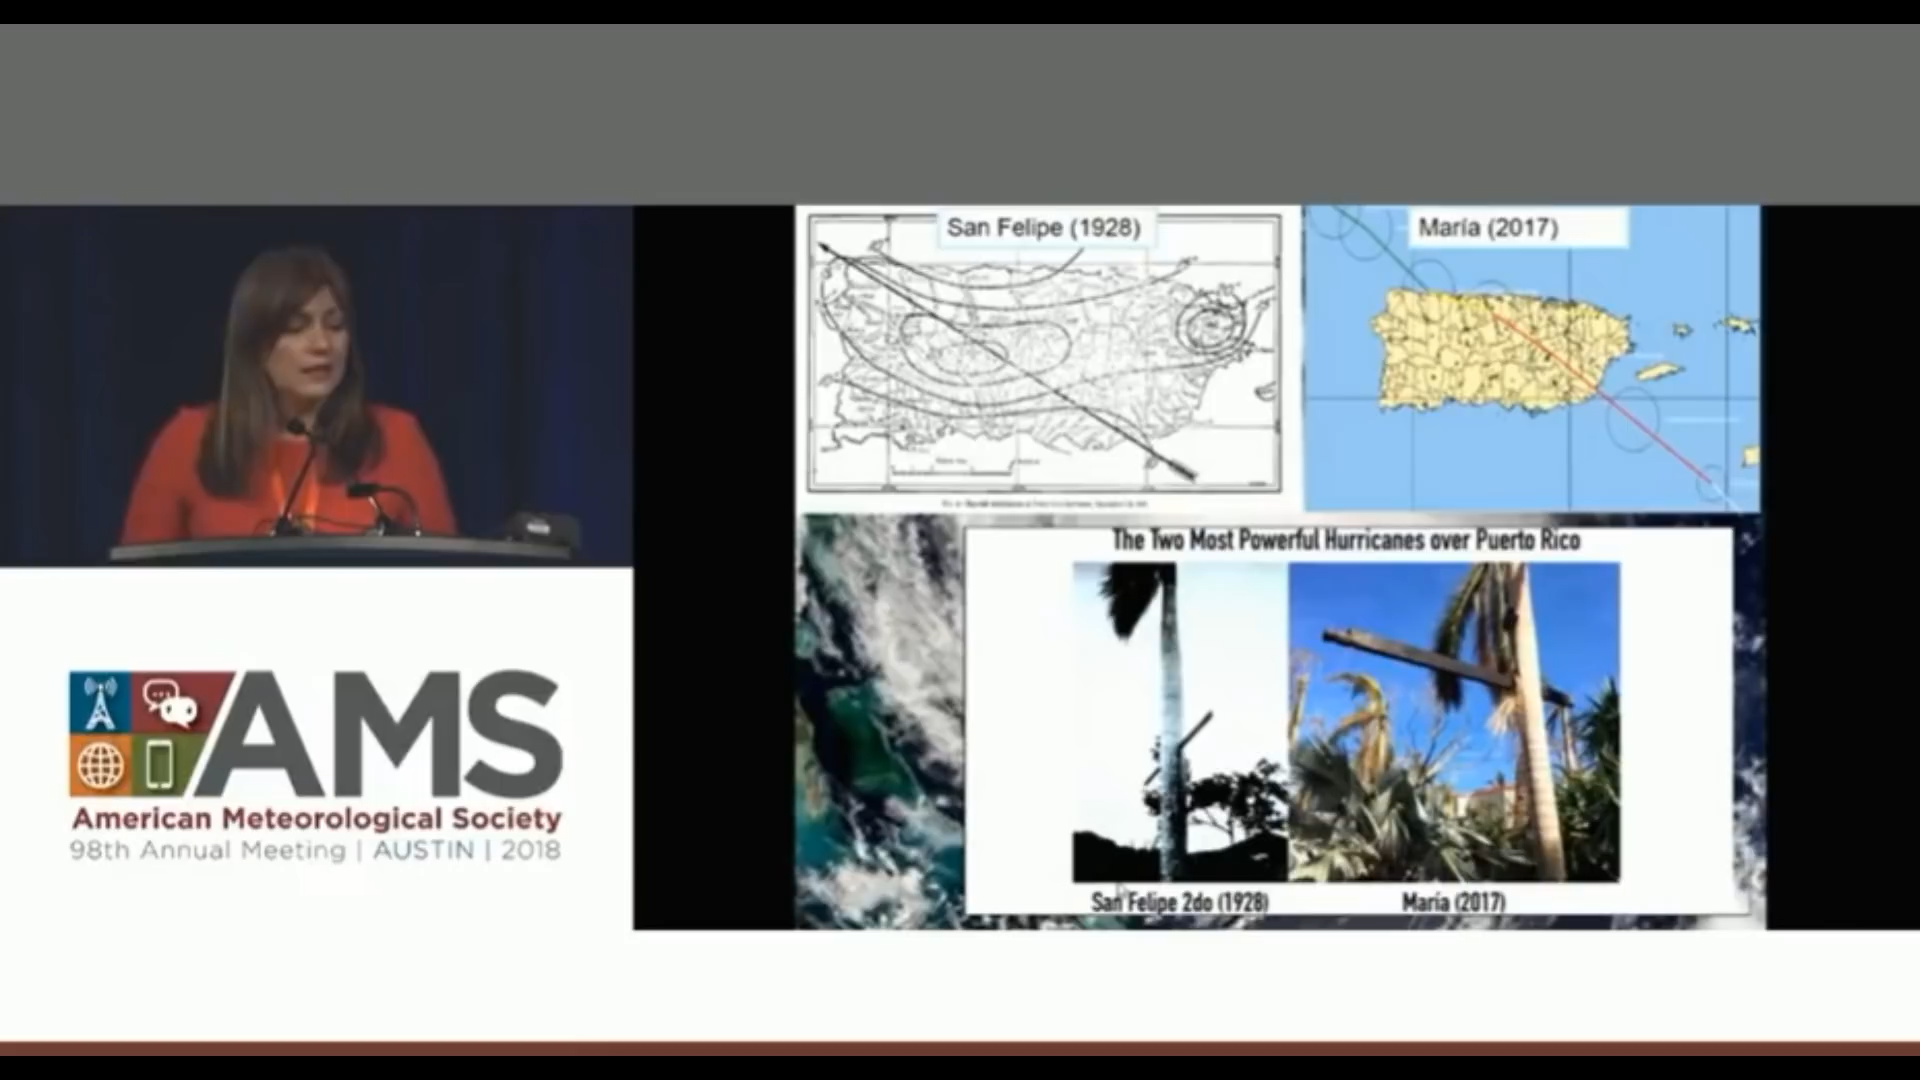 San Felipe (1928)
María (2017)
The Two Most Powerful Hurricanes over Puerto Rico
San Felipe 2do (1928)
María (2017)
AMS
American Meteorological Society
98th Annual Meeting | AUSTIN | 2018